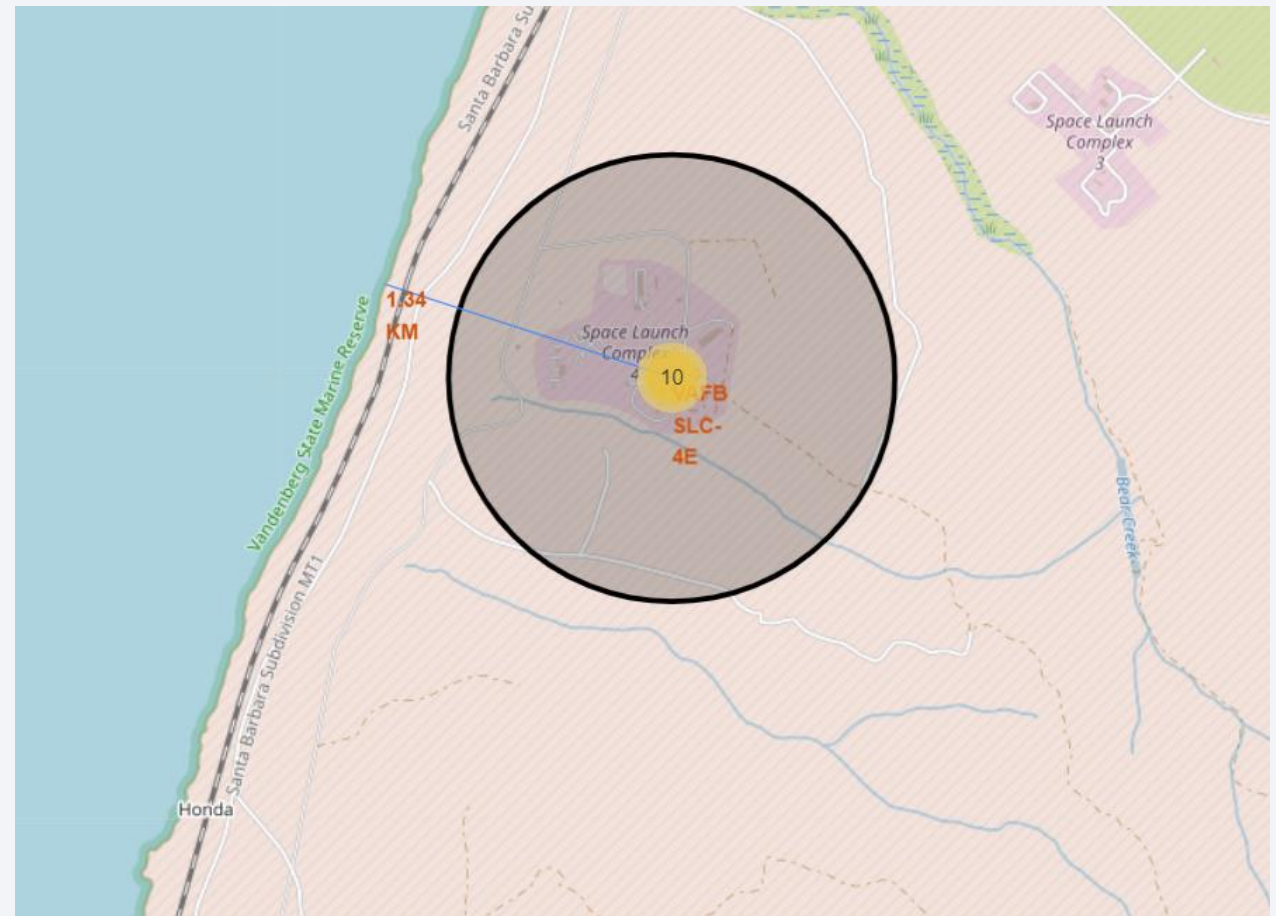 Santa Barbara Su
Space Launch
Complex
3
1.34
KM
Vandenberg State Marine Reserve
Space Launch
4
10
VAFB
SLC-
4E
Bear Creek
Santa Barbara Subdivision MT1
Honda